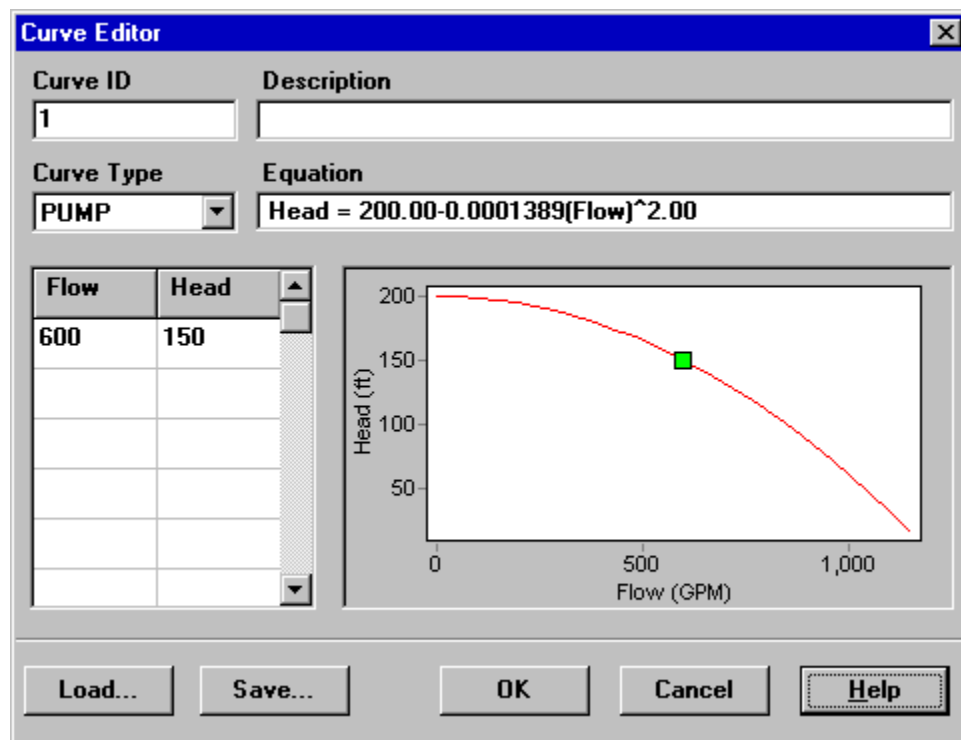 Curve Editor
Curve ID Description
1
Curve Type Equation
PUMP Head = 200.00-0.0001389(Flow)^2.00
Flow Head
600 150
200
150
100
50
Head (ft)
0 500 1,000
Flow (GPM)
Load... Save... OK Cancel Help